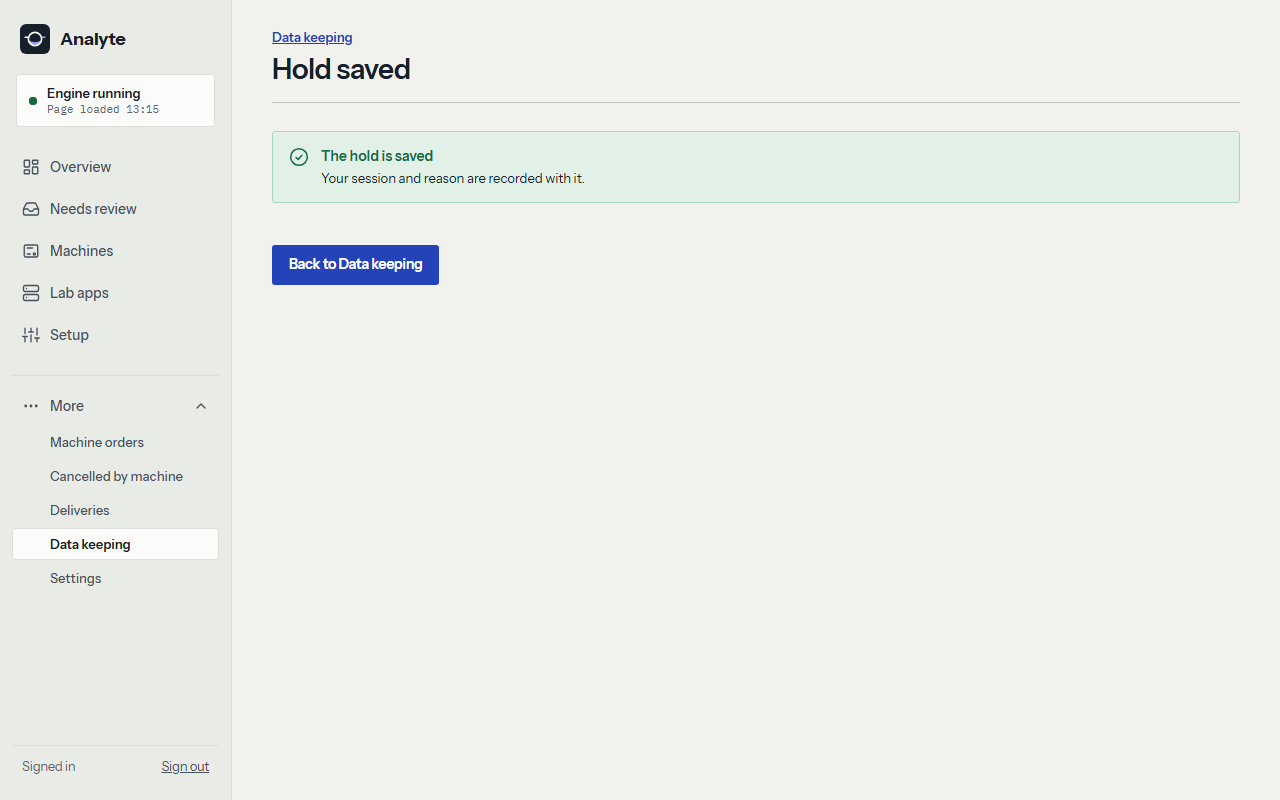 Analyte
Engine running
Page loaded 13:15
Overview
Needs review
Machines
Lab apps
Setup
More
Machine orders
Cancelled by machine
Deliveries
Data keeping
Settings
Signed in
Sign out
Data keeping
Hold saved
The hold is saved
Your session and reason are recorded with it.
Back to Data keeping